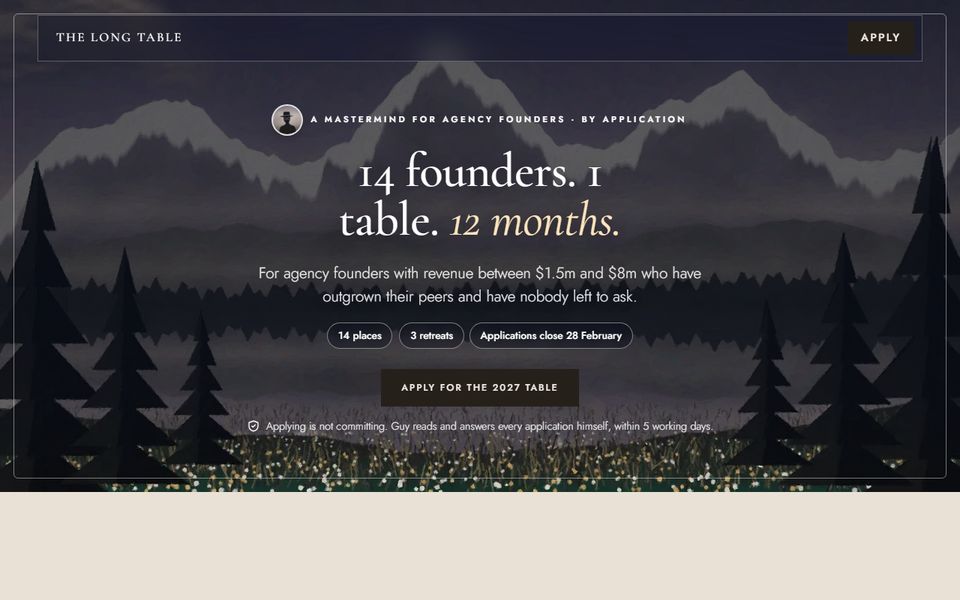 THE LONG TABLE
APPLY
A MASTERMIND FOR AGENCY FOUNDERS · BY APPLICATION
14 founders. 1
table. 12 months.
For agency founders with revenue between $1.5m and $8m who have
outgrown their peers and have nobody left to ask.
14 places
3 retreats
Applications close 28 February
APPLY FOR THE 2027 TABLE
Applying is not committing. Guy reads and answers every application himself, within 5 working days.